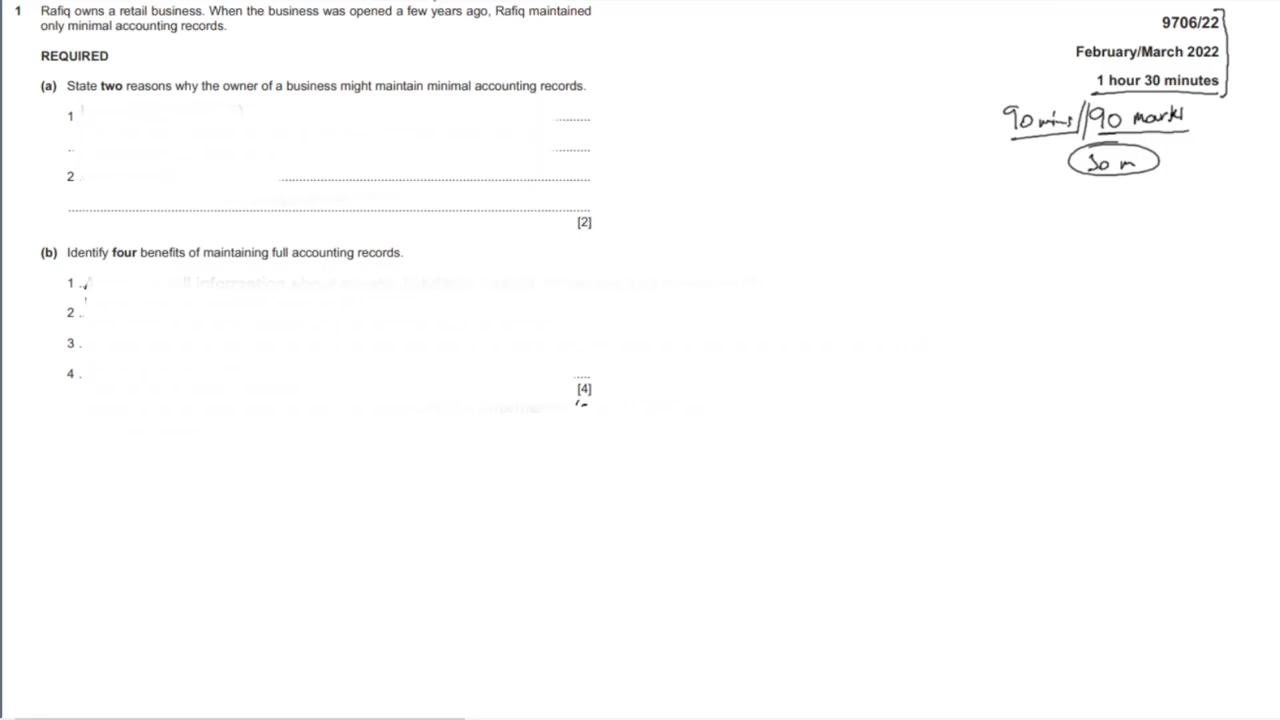 1 Rafiq owns a retail business. When the business was opened a few years ago, Rafiq maintained
only minimal accounting records.
REQUIRED
(a) State two reasons why the owner of a business might maintain minimal accounting records.
1
2
[2]
(b) Identify four benefits of maintaining full accounting records.
1
2
3
4
[4]
9706/22
February/March 2022
1 hour 30 minutes
90 mins//90 marks
30 m